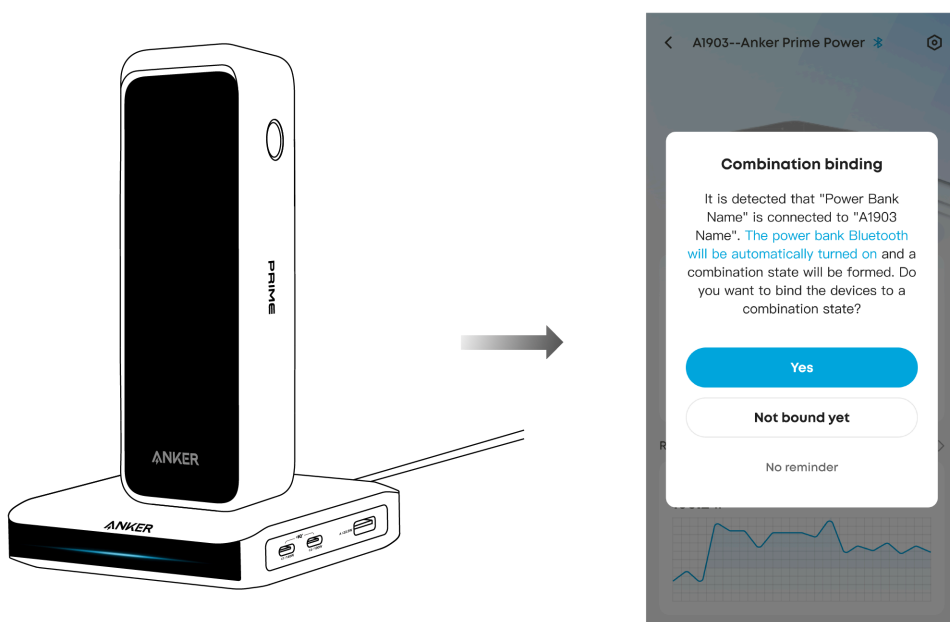 PRIME
ANKER
ANKER
A1903--Anker Prime Power
Combination binding
It is detected that "Power Bank
Name" is connected to "A1903
Name". The power bank Bluetooth
will be automatically turned on and a
combination state will be formed. Do
you want to bind the devices to a
combination state?
Yes
Not bound yet
No reminder
R